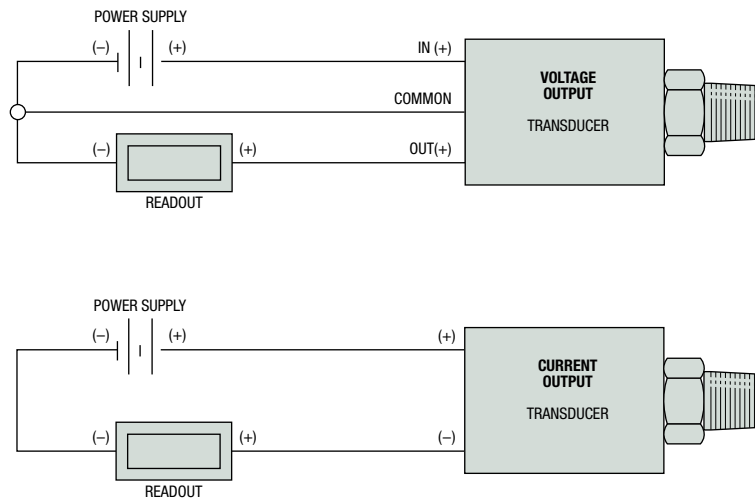 POWER SUPPLY
(–) (+) IN (+)
COMMON
(–) (+) OUT(+)
READOUT
VOLTAGE
OUTPUT
TRANSDUCER
POWER SUPPLY
(–) (+) (+)
(–) (+) (–)
READOUT
CURRENT
OUTPUT
TRANSDUCER